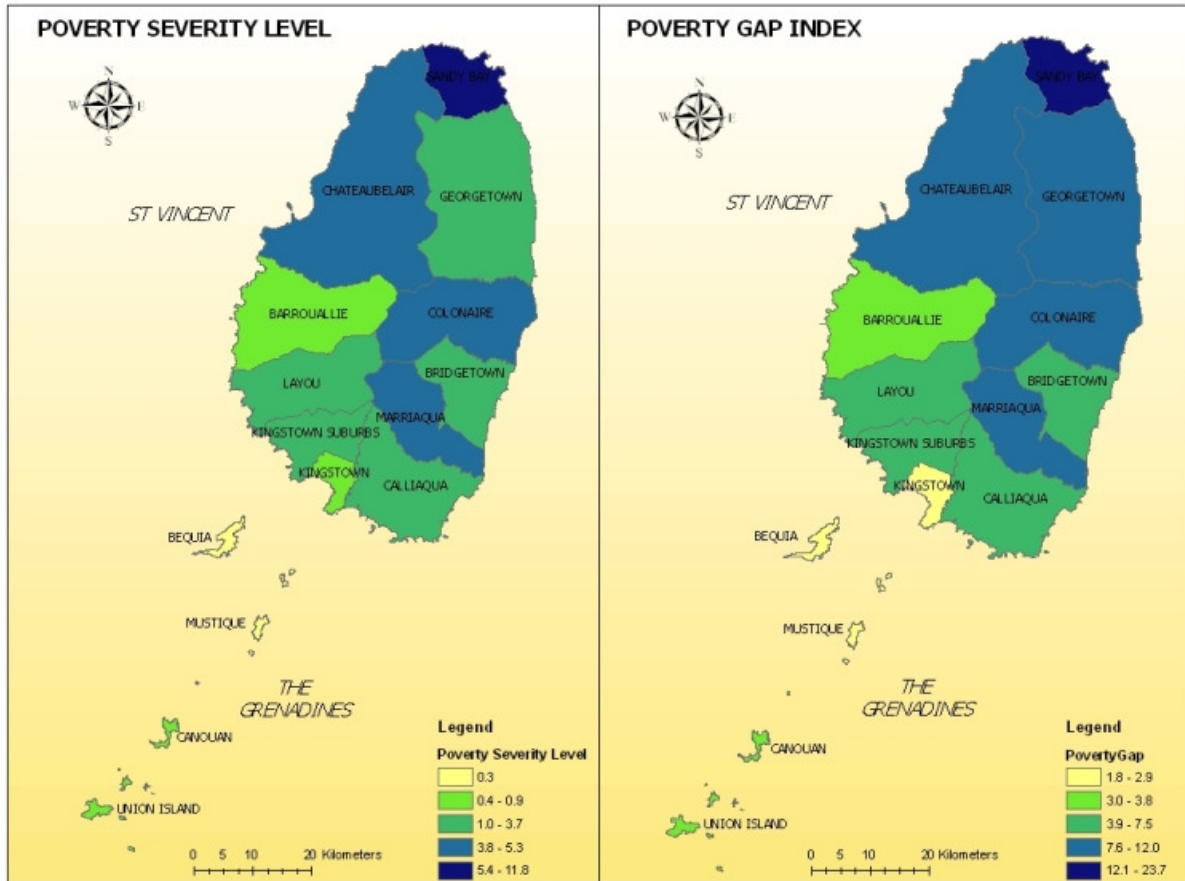 POVERTY SEVERITY LEVEL
N
W E
S
SANDY BAY
CHATEAUBELAIR
GEORGETOWN
ST VINCENT
BARROUALLIE
COLONAIRE
BRIDGETOWN
LAYOU
MARRIAQUA
KINGSTOWN SUBURBS
KINGSTOWN
CALLIAQUA
BEQUIA
MUSTIQUE
THE
GRENADINES
CANOUAN
UNION ISLAND
Legend
Poverty Severity Level
0.3
0.4 - 0.9
1.0 - 3.7
3.8 - 5.3
5.4 - 11.8
0 5 10 20 Kilometers
POVERTY GAP INDEX
N
W E
S
SANDY BAY
CHATEAUBELAIR
GEORGETOWN
ST VINCENT
BARROUALLIE
COLONAIRE
BRIDGETOWN
LAYOU
MARRIAQUA
KINGSTOWN SUBURBS
KINGSTOWN
CALLIAQUA
BEQUIA
MUSTIQUE
THE
GRENADINES
CANOUAN
UNION ISLAND
Legend
PovertyGap
1.8 - 2.9
3.0 - 3.8
3.9 - 7.5
7.6 - 12.0
12.1 - 23.7
0 5 10 20 Kilometers